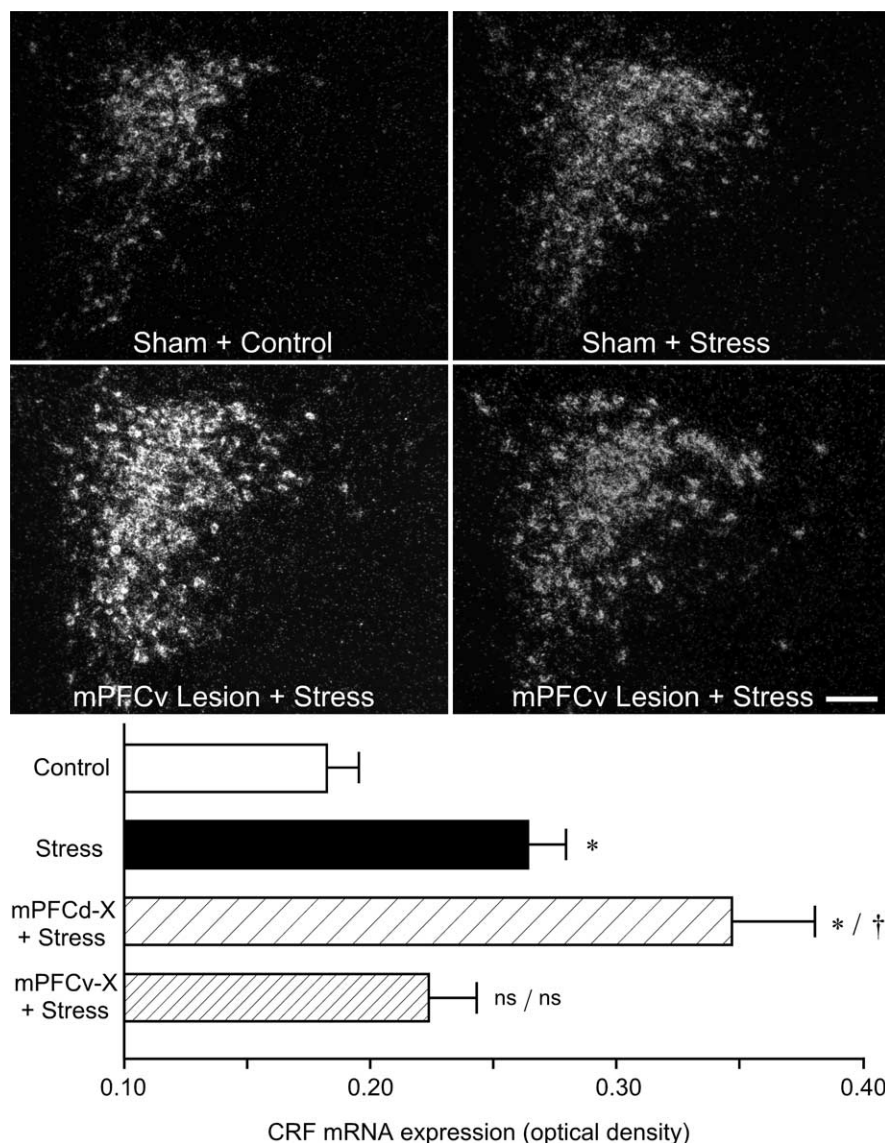 Sham + Control
Sham + Stress
mPFCv Lesion + Stress
mPFCv Lesion + Stress
Control
Stress
*
mPFCd-X
+ Stress
* / †
mPFCv-X
+ Stress
ns / ns
0.10
0.20
0.30
0.40
CRF mRNA expression (optical density)